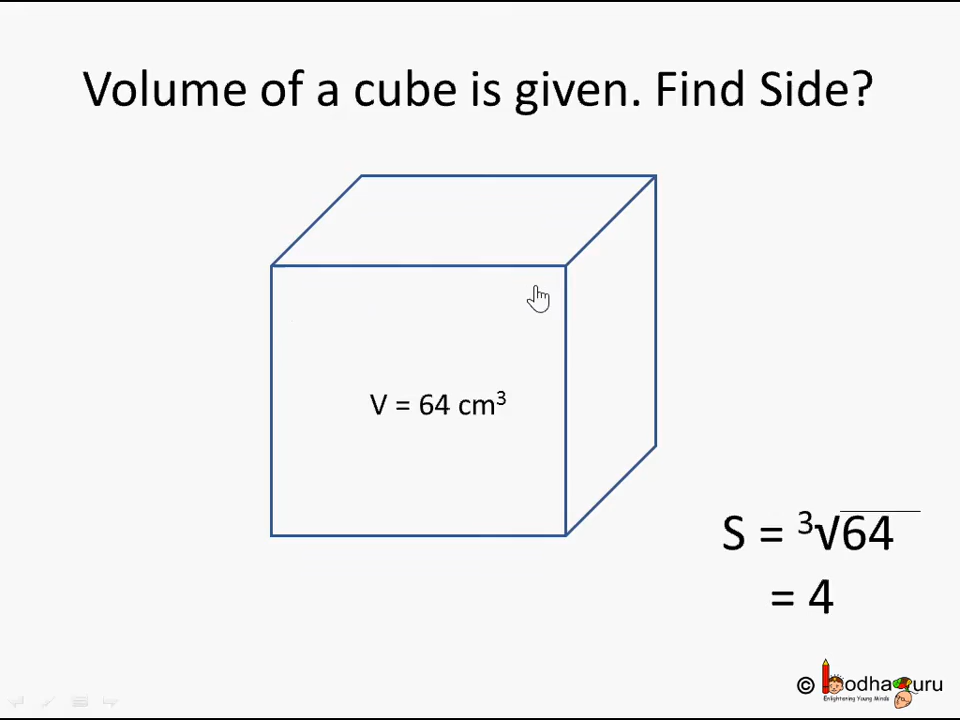 Volume of a cube is given. Find Side?
V = 64 cm³
S = ³√64
= 4
© BodhaGuru
Enlightening Young Minds